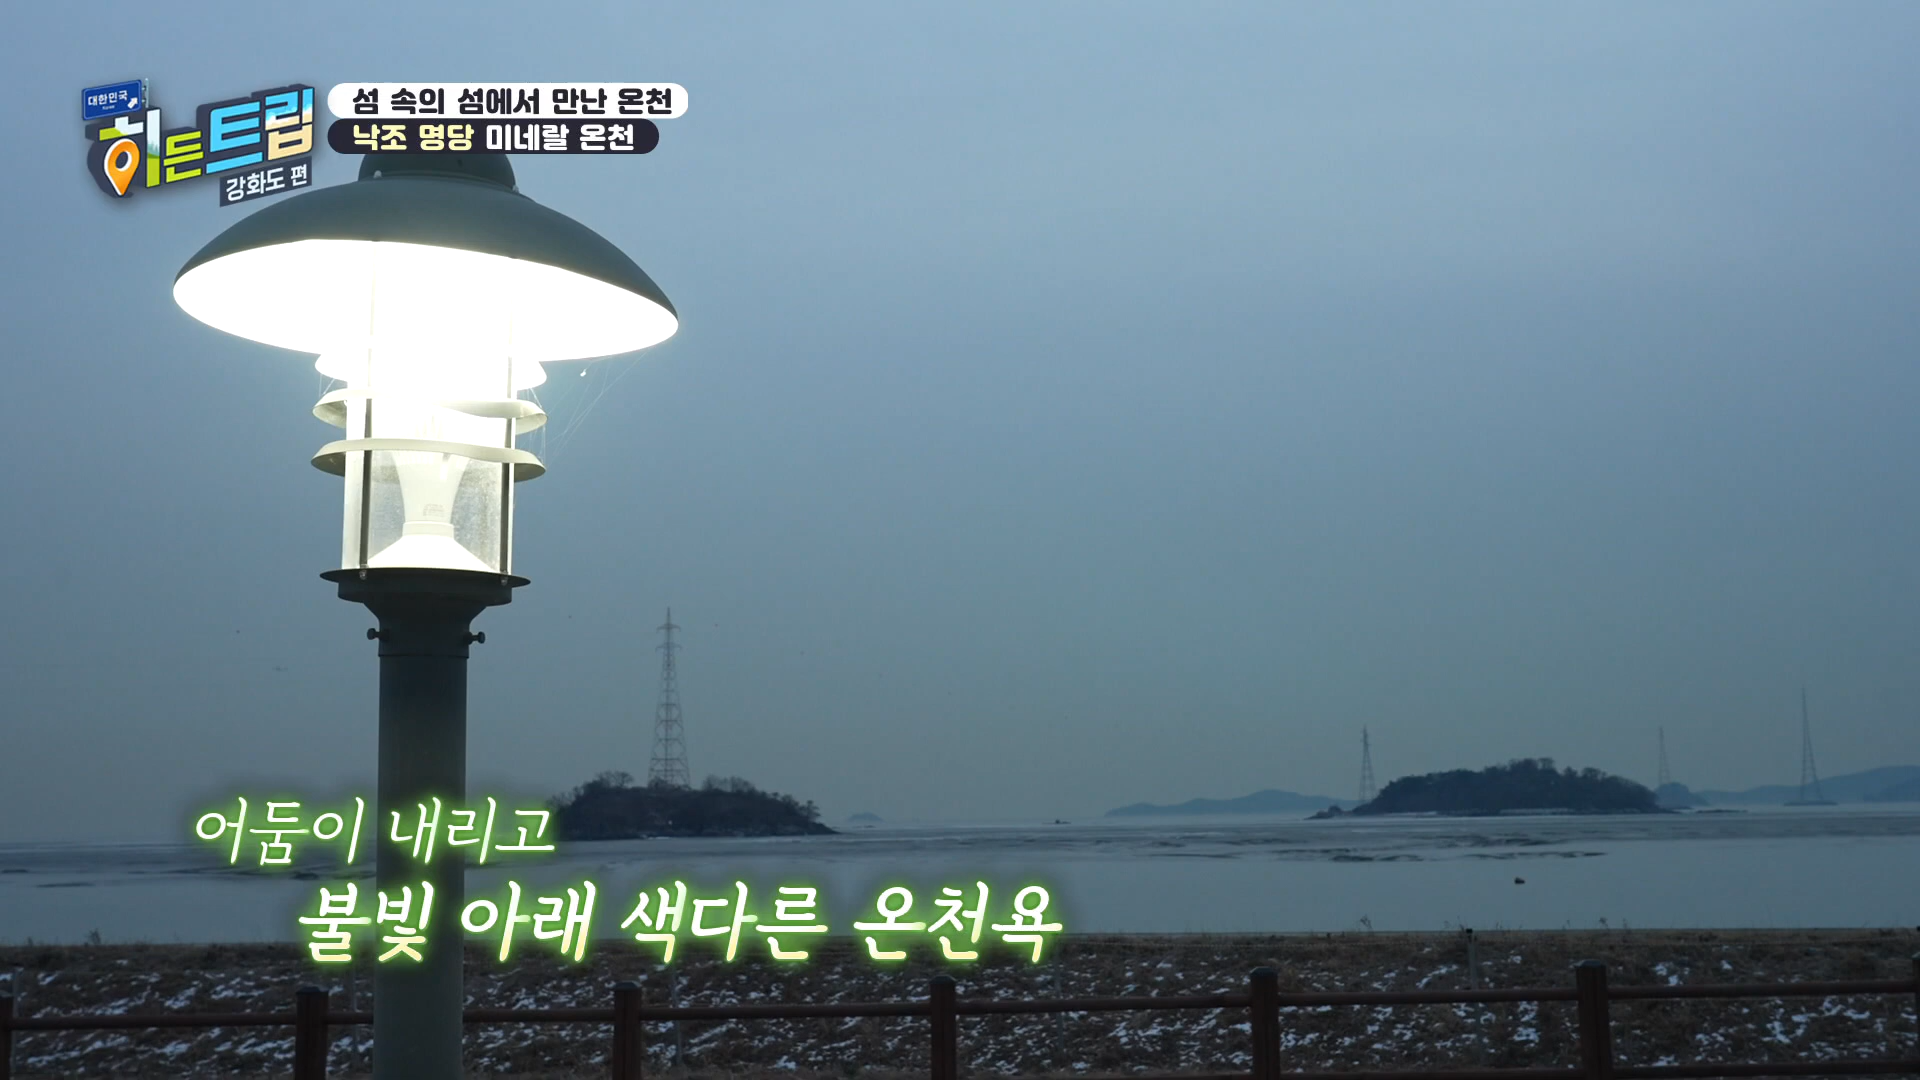 대한민국
Korea
히든트립
강화도 편
섬 속의 섬에서 만난 온천
낙조 명당 미네랄 온천
어둠이 내리고
불빛 아래 색다른 온천욕